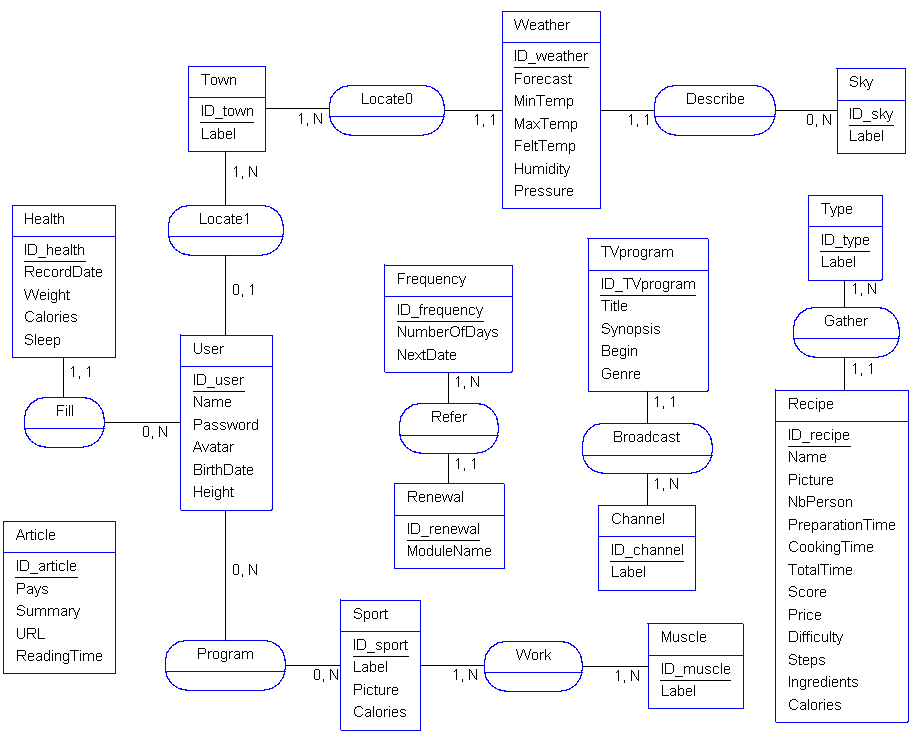 Weather
ID_weather
Forecast
MinTemp
MaxTemp
FeltTemp
Humidity
Pressure
Town
ID_town
Label
1, N
Locate0
1, 1
1, 1
Describe
0, N
Sky
ID_sky
Label
1, N
Locate1
0, 1
Health
ID_health
RecordDate
Weight
Calories
Sleep
1, 1
Fill
0, N
User
ID_user
Name
Password
Avatar
BirthDate
Height
0, N
Frequency
ID_frequency
NumberOfDays
NextDate
1, N
Refer
1, 1
Renewal
ID_renewal
ModuleName
TVprogram
ID_TVprogram
Title
Synopsis
Begin
Genre
1, 1
Broadcast
1, N
Channel
ID_channel
Label
Type
ID_type
Label
1, N
Gather
1, 1
Recipe
ID_recipe
Name
Picture
NbPerson
PreparationTime
CookingTime
TotalTime
Score
Price
Difficulty
Steps
Ingredients
Calories
Article
ID_article
Pays
Summary
URL
ReadingTime
Program
0, N
Sport
ID_sport
Label
Picture
Calories
1, N
Work
1, N
Muscle
ID_muscle
Label